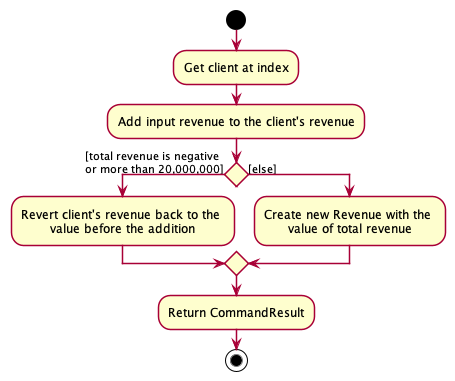 Get client at index
Add input revenue to the client's revenue
[total revenue is negative
or more than 20,000,000]
[else]
Revert client's revenue back to the
value before the addition
Create new Revenue with the
value of total revenue
Return CommandResult